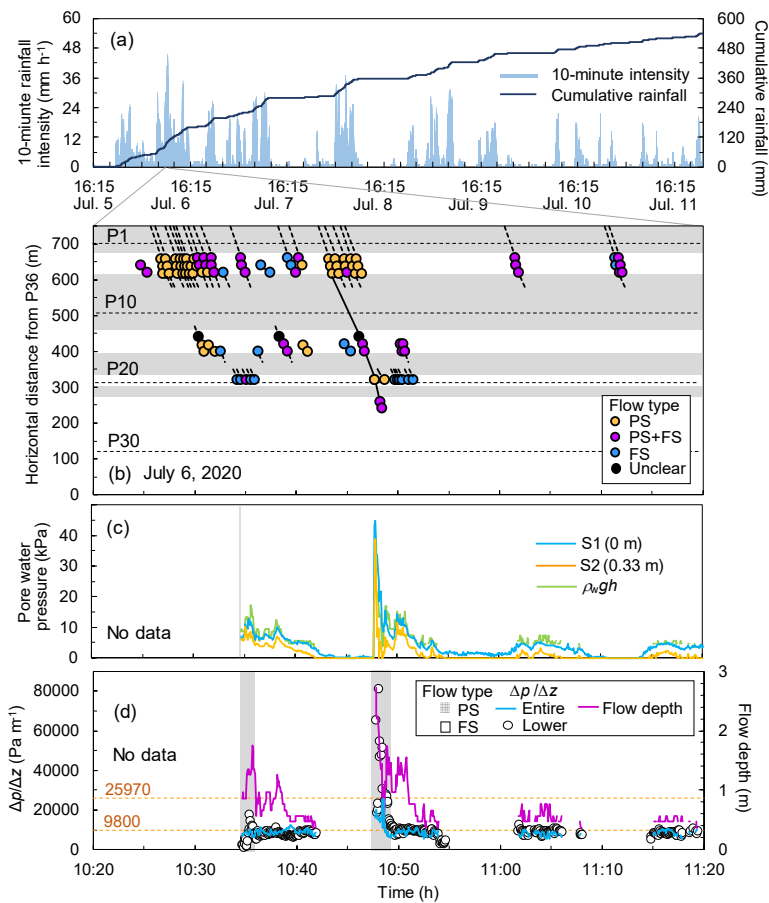 (a)
10-miunte rainfall
intensity (mm h⁻¹)
60
48
36
24
12
0
10-minute intensity
Cumulative rainfall
600
480
360
240
120
0
Cumulative rainfall
(mm)
16:15 16:15 16:15 16:15 16:15 16:15 16:15
Jul. 5 Jul. 6 Jul. 7 Jul. 8 Jul. 9 Jul. 10 Jul. 11
Horizontal distance from P36 (m)
700
600
500
400
300
200
100
0
P1
P10
P20
P30
Flow type
PS
PS+FS
FS
Unclear
(b) July 6, 2020
(c)
Pore water
pressure (kPa)
40
30
20
10
0
No data
S1 (0 m)
S2 (0.33 m)
ρwgh
(d)
Δp/Δz (Pa m⁻¹)
80000
60000
40000
20000
0
No data
25970
9800
Flow type Δp/Δz
PS Entire Flow depth
FS Lower
3
2
1
0
Flow depth (m)
10:20 10:30 10:40 10:50 11:00 11:10 11:20
Time (h)